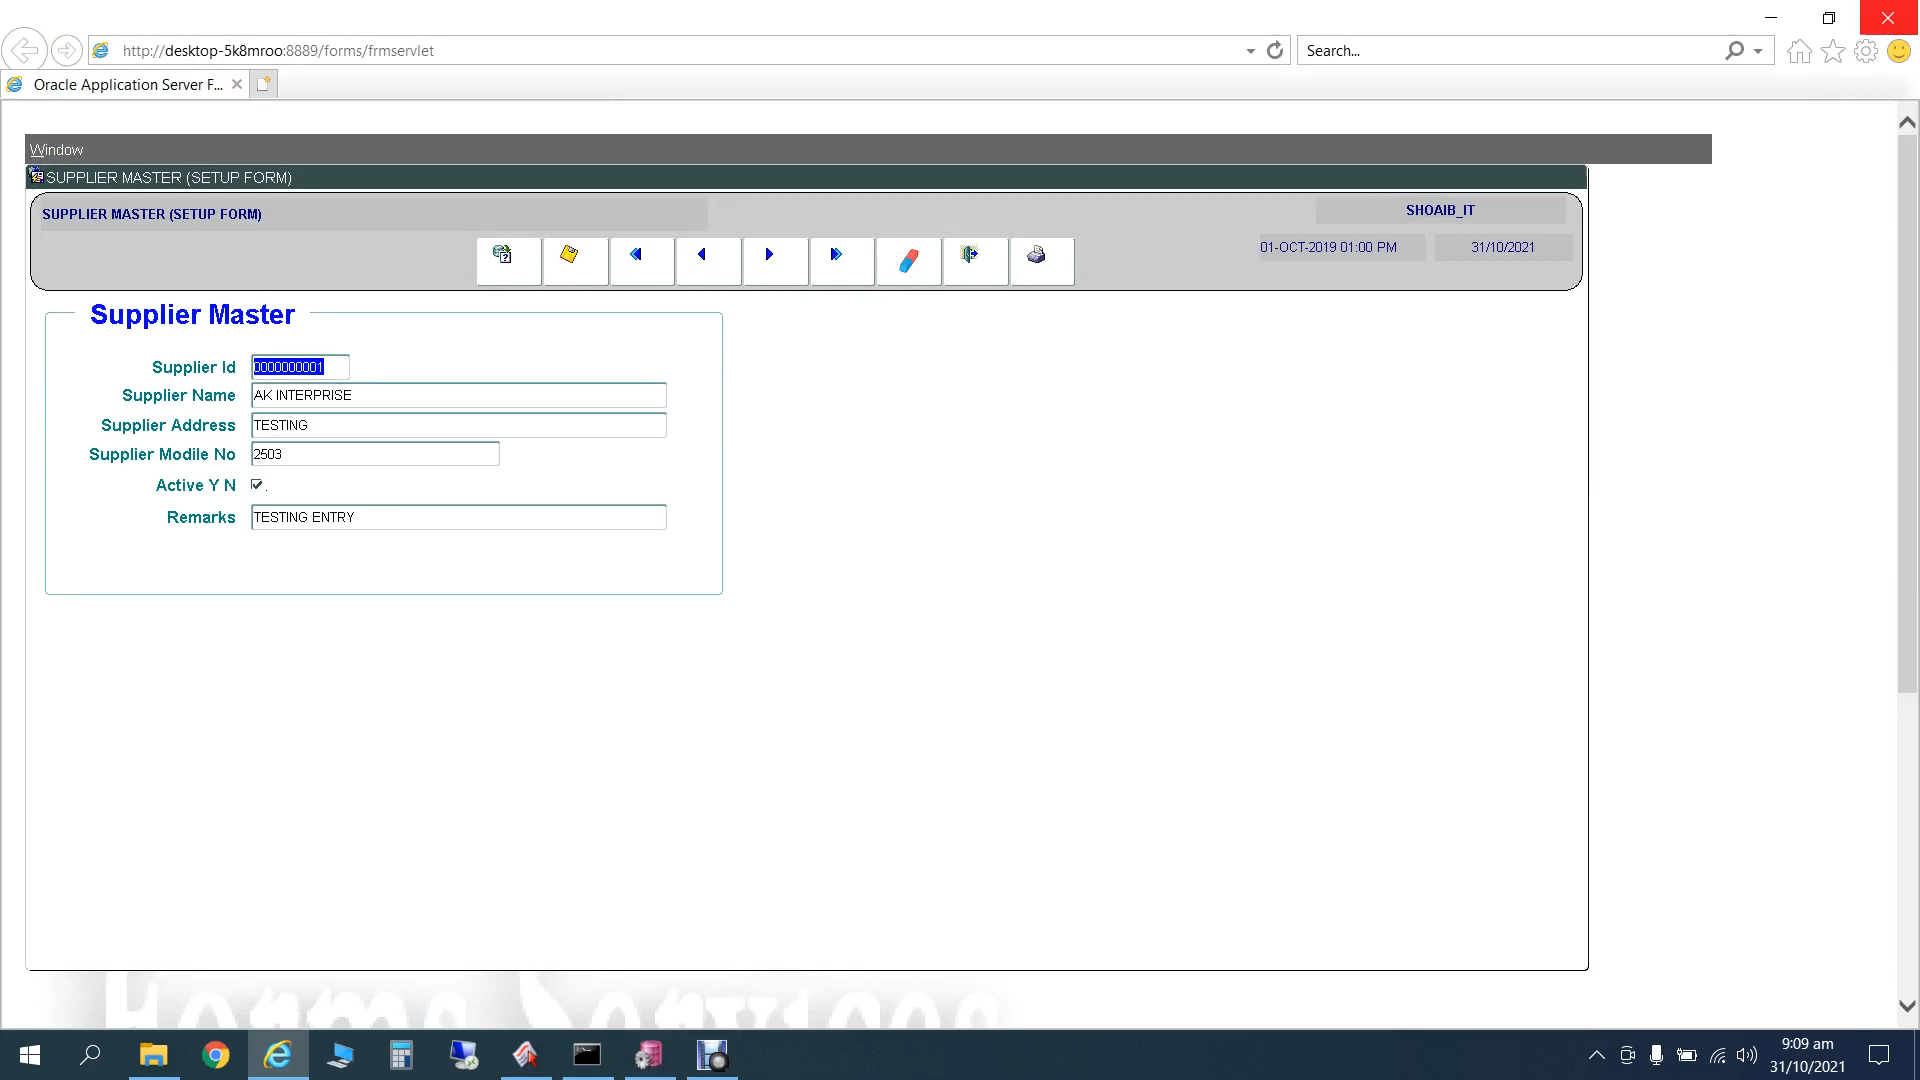 http://desktop-5k8mroo:8889/forms/frmservlet
Search...
Oracle Application Server F...
Window
SUPPLIER MASTER (SETUP FORM)
SUPPLIER MASTER (SETUP FORM)
SHOAIB_IT
01-OCT-2019 01:00 PM
31/10/2021
Supplier Master
Supplier Id 0000000001
Supplier Name AK INTERPRISE
Supplier Address TESTING
Supplier Modile No 2503
Active Y N .
Remarks TESTING ENTRY
Forms Services
9:09 am
31/10/2021